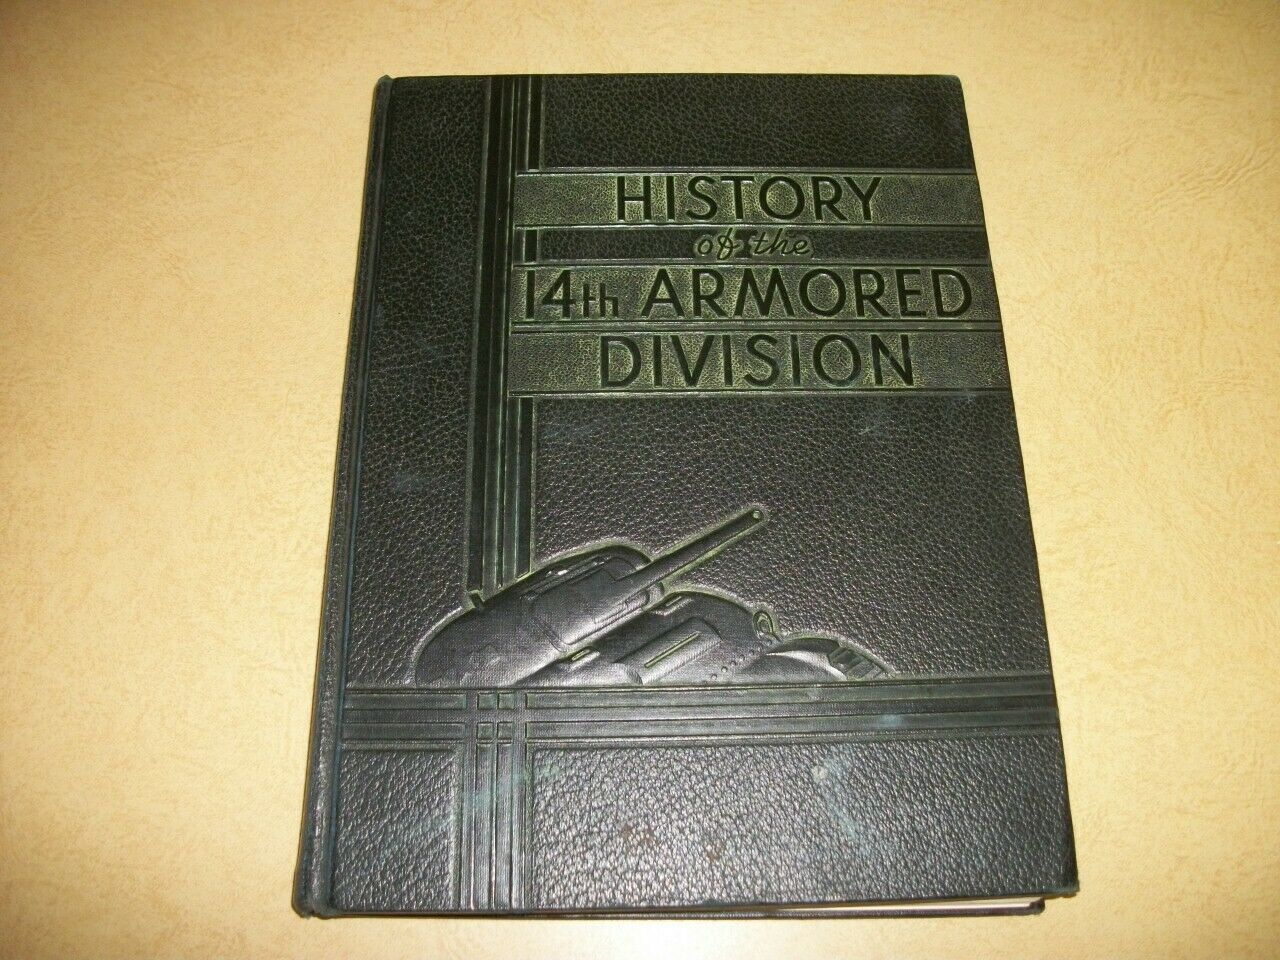 HISTORY
of the
14th ARMORED
DIVISION